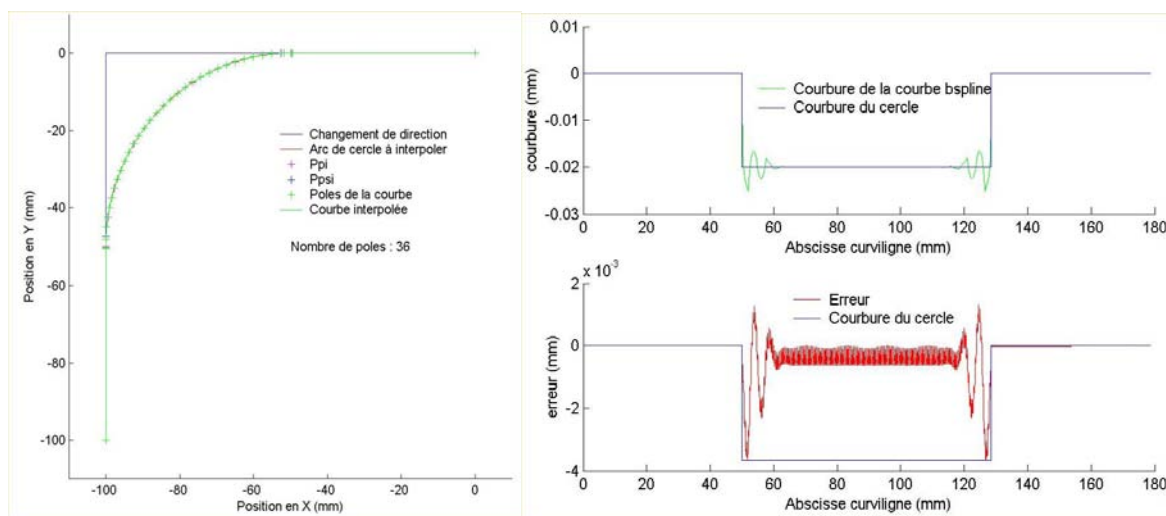 0
-20
-40
-60
-80
-100
Position en Y (mm)
Changement de direction
Arc de cercle à interpoler
Ppi
Ppsi
Poles de la courbe
Courbe interpolée
Nombre de poles : 36
-100
-80
-60
-40
-20
0
Position en X (mm)
0.01
0
-0.01
-0.02
-0.03
courbure (mm)
Courbure de la courbe bspline
Courbure du cercle
0
20
40
60
80
100
120
140
160
180
Abscisse curviligne (mm)
x 10-3
2
0
-2
-4
erreur (mm)
Erreur
Courbure du cercle
0
20
40
60
80
100
120
140
160
180
Abscisse curviligne (mm)